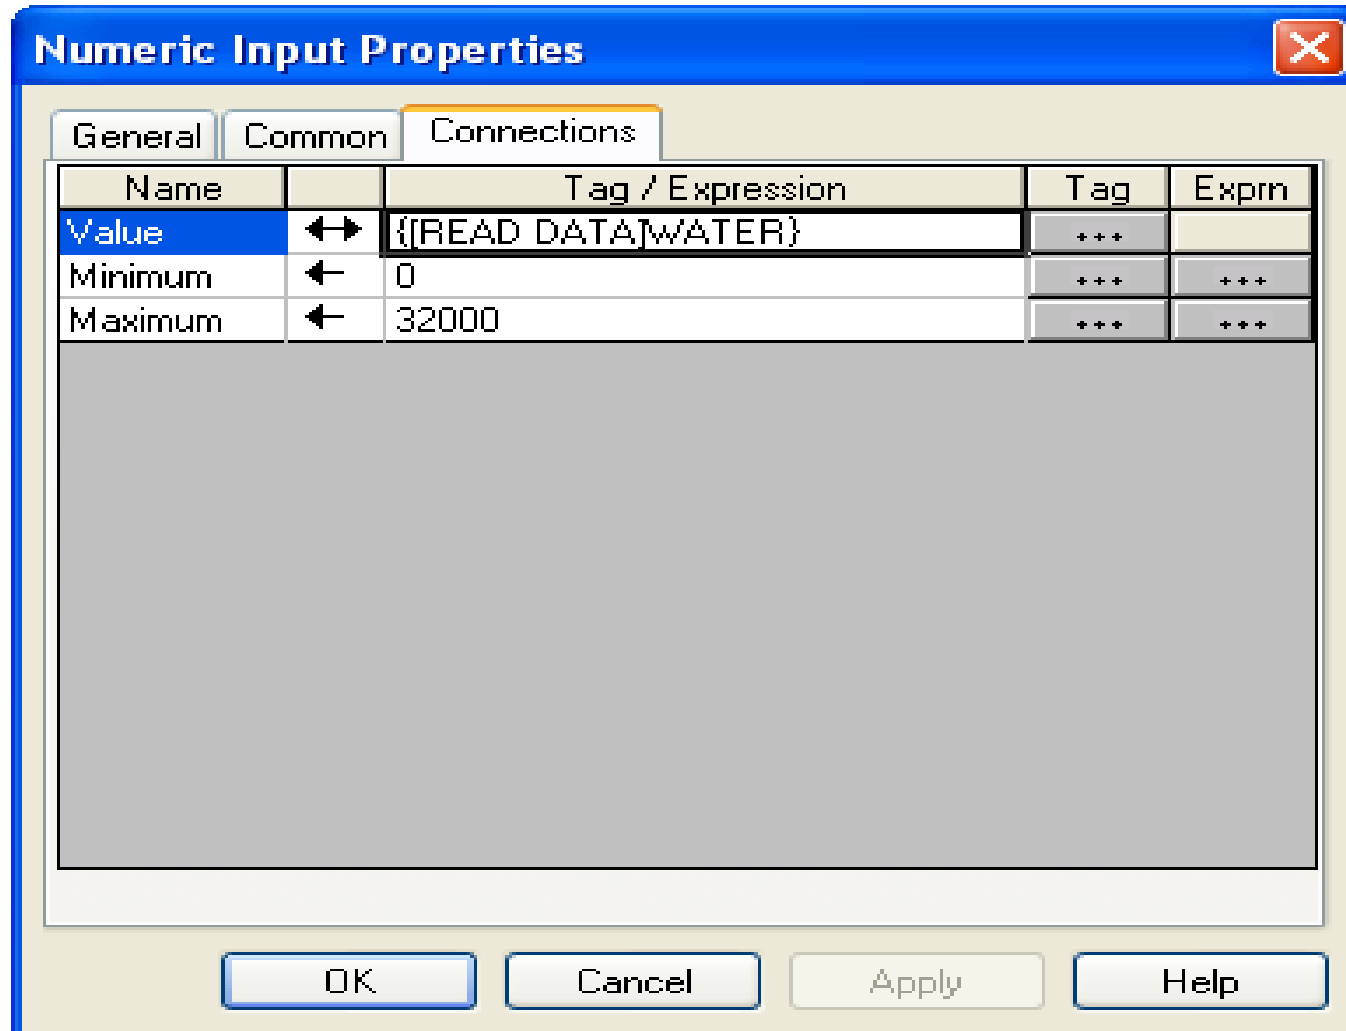 Numeric Input Properties
General Common Connections
Name Tag / Expression Tag Exprn
Value {[READ DATA]WATER} ...
Minimum 0 ... ...
Maximum 32000 ... ...
OK Cancel Apply Help